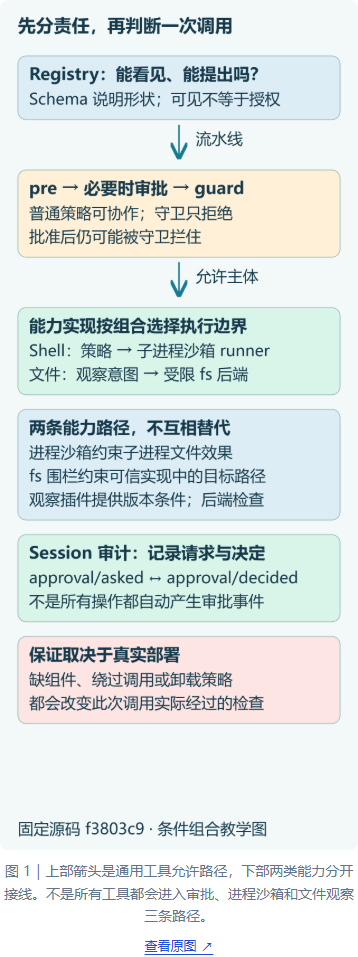 先分责任，再判断一次调用
Registry：能看见、能提出吗？
Schema 说明形状；可见不等于授权
流水线
pre → 必要时审批 → guard
普通策略可协作；守卫只拒绝
批准后仍可能被守卫拦住
允许主体
能力实现按组合选择执行边界
Shell：策略 → 子进程沙箱 runner
文件：观察意图 → 受限 fs 后端
两条能力路径，不互相替代
进程沙箱约束子进程文件效果
fs 围栏约束可信实现中的目标路径
观察插件提供版本条件；后端检查
Session 审计：记录请求与决定
approval/asked ↔ approval/decided
不是所有操作都自动产生审批事件
保证取决于真实部署
缺组件、绕过调用或卸载策略
都会改变此次调用实际经过的检查
固定源码 f3803c9 · 条件组合教学图
图 1｜上部箭头是通用工具允许路径，下部两类能力分开
接线。不是所有工具都会进入审批、进程沙箱和文件观察
三条路径。
查看原图 ↗